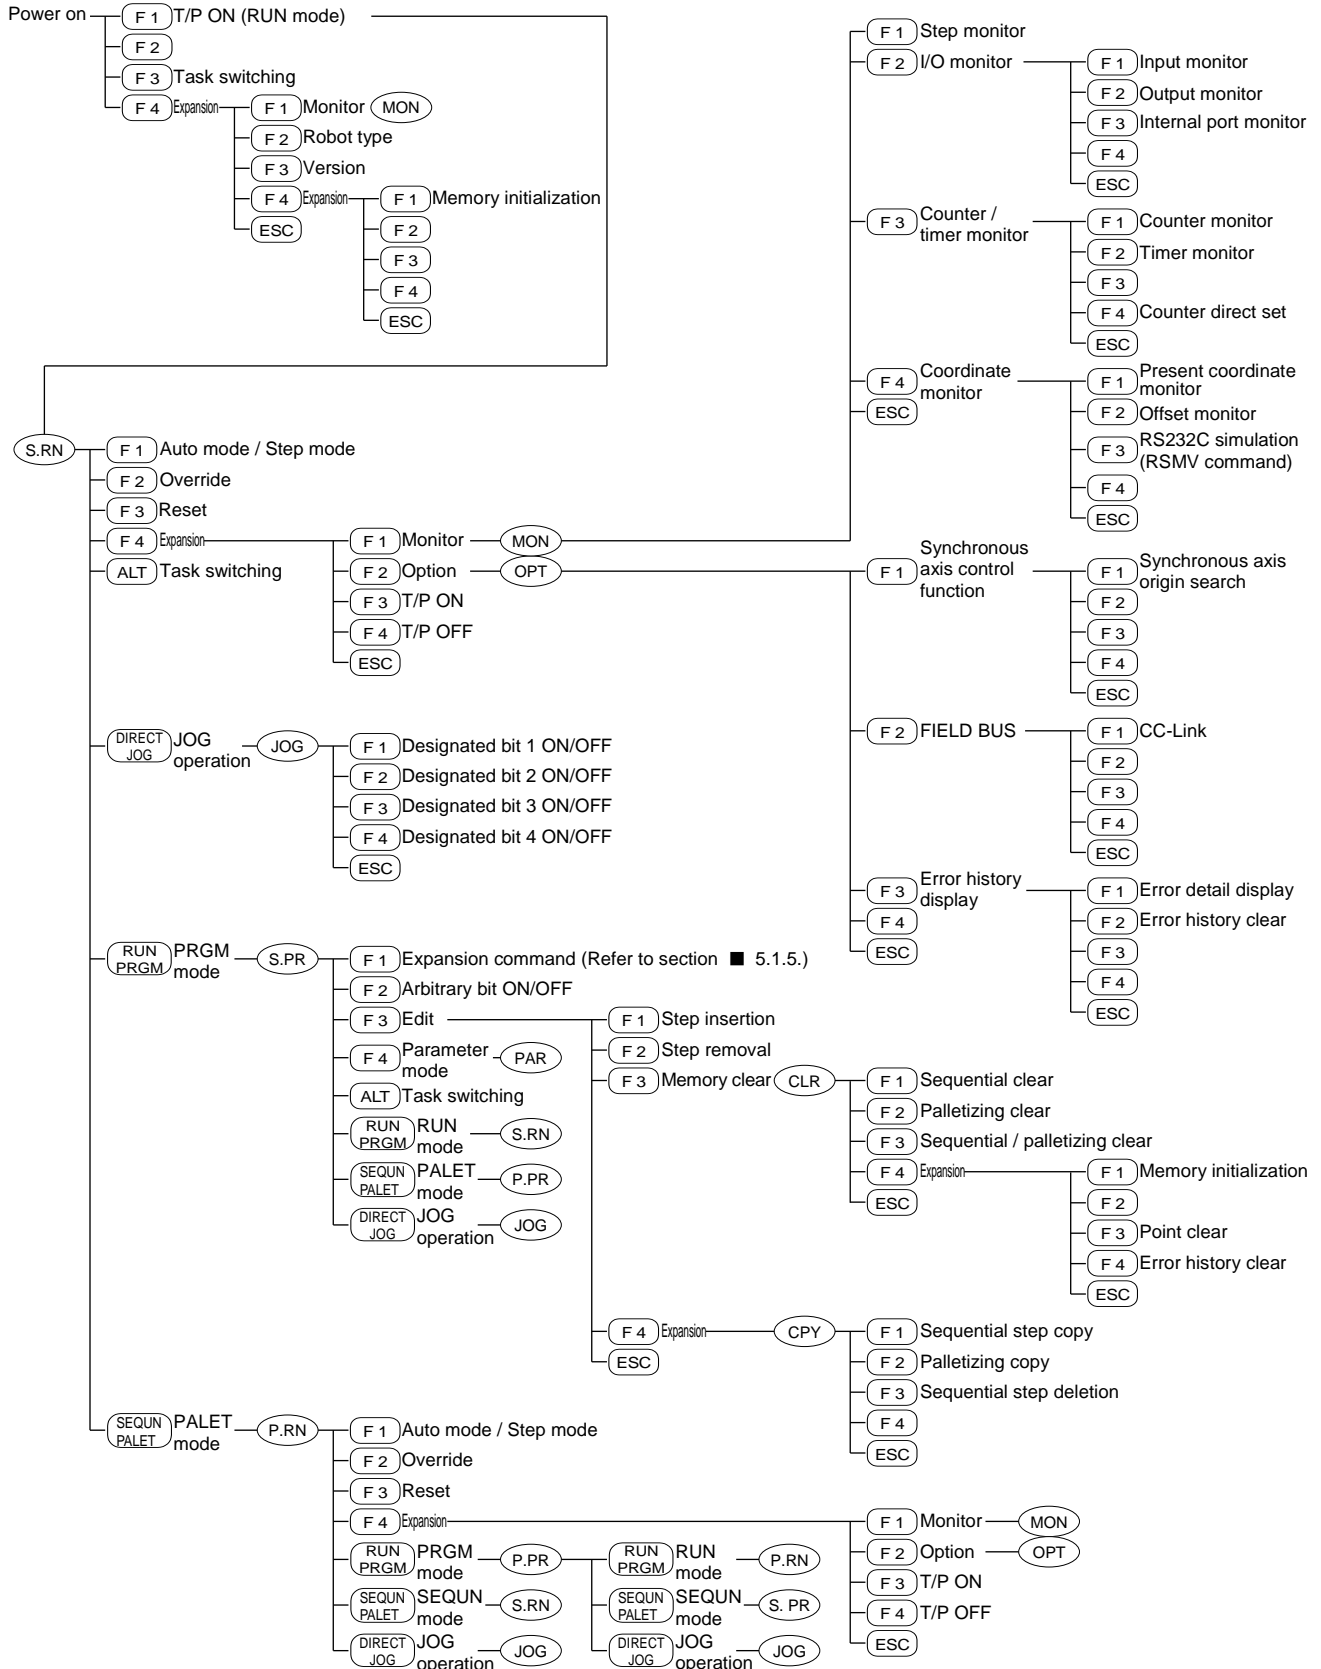 Power on F 1 T/P ON (RUN mode)
F 2
F 3 Task switching
F 4 Expansion F 1 Monitor MON
F 2 Robot type
F 3 Version
F 4 Expansion F 1 Memory initialization
ESC F 2
F 3
F 4
ESC
F 1 Step monitor
F 2 I/O monitor F 1 Input monitor
F 2 Output monitor
F 3 Internal port monitor
F 4
ESC
F 3 Counter /
timer monitor F 1 Counter monitor
F 2 Timer monitor
F 3
F 4 Counter direct set
ESC
F 4 Coordinate
monitor F 1 Present coordinate
monitor
ESC F 2 Offset monitor
F 3 RS232C simulation
(RSMV command)
F 4
ESC
S.RN F 1 Auto mode / Step mode
F 2 Override
F 3 Reset
F 4 Expansion F 1 Monitor MON
ALT Task switching F 2 Option OPT
F 3 T/P ON
F 4 T/P OFF
ESC
F 1 Synchronous
axis control
function F 1 Synchronous axis
origin search
F 2
F 3
F 4
ESC
F 2 FIELD BUS F 1 CC-Link
F 2
F 3
F 4
ESC
F 3 Error history
display F 1 Error detail display
F 4 F 2 Error history clear
ESC F 3
F 4
ESC
DIRECT
JOG JOG
operation JOG F 1 Designated bit 1 ON/OFF
F 2 Designated bit 2 ON/OFF
F 3 Designated bit 3 ON/OFF
F 4 Designated bit 4 ON/OFF
ESC
RUN
PRGM PRGM
mode S.PR F 1 Expansion command (Refer to section ■ 5.1.5.)
F 2 Arbitrary bit ON/OFF
F 3 Edit F 1 Step insertion
F 4 Parameter
mode PAR F 2 Step removal
ALT Task switching F 3 Memory clear CLR F 1 Sequential clear
RUN
PRGM RUN
mode S.RN F 2 Palletizing clear
F 3 Sequential / palletizing clear
SEQUN
PALET PALET
mode P.PR F 4 Expansion F 1 Memory initialization
ESC F 2
DIRECT
JOG JOG
operation JOG F 3 Point clear
F 4 Error history clear
ESC
F 4 Expansion CPY F 1 Sequential step copy
ESC F 2 Palletizing copy
F 3 Sequential step deletion
F 4
ESC
SEQUN
PALET PALET
mode P.RN F 1 Auto mode / Step mode
F 2 Override
F 3 Reset
F 4 Expansion F 1 Monitor MON
F 2 Option OPT
F 3 T/P ON
F 4 T/P OFF
ESC
RUN
PRGM PRGM
mode P.PR RUN
PRGM RUN
mode P.RN
SEQUN
PALET SEQUN
mode S.RN SEQUN
PALET SEQUN
mode S. PR
DIRECT
JOG JOG
operation JOG DIRECT
JOG JOG
operation JOG